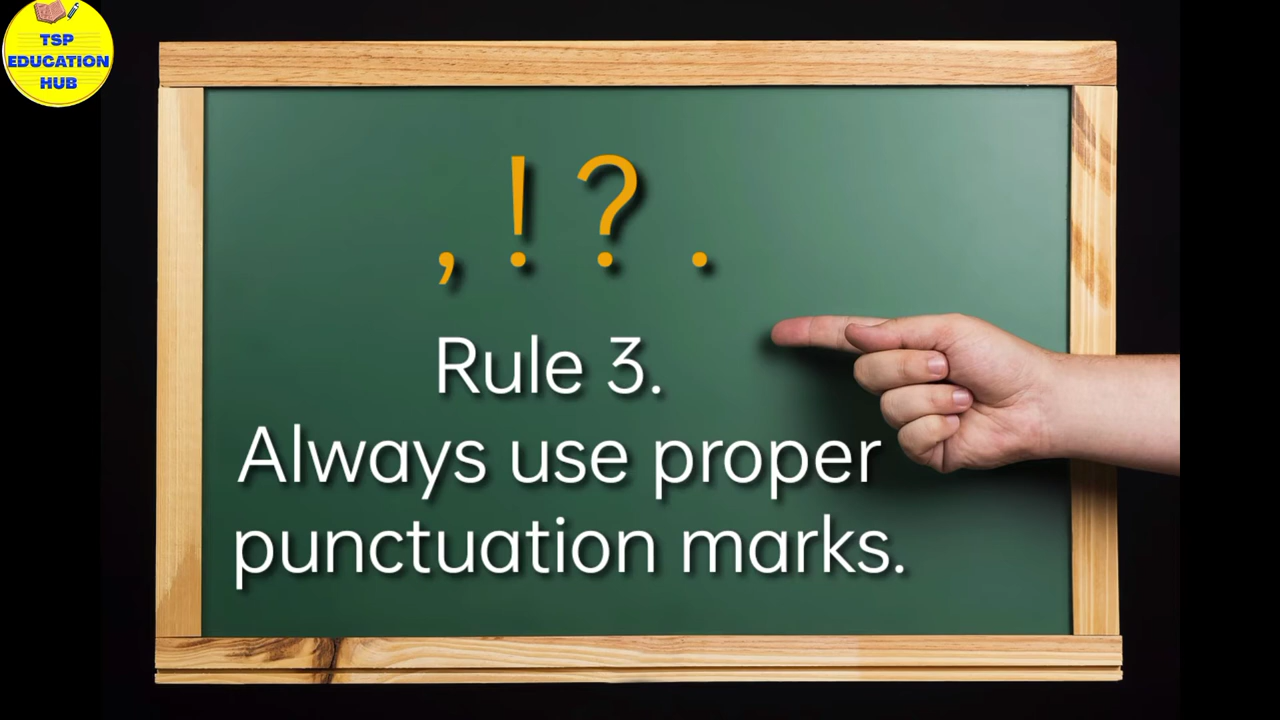 TSP
EDUCATION
HUB
, ! ? .
Rule 3.
Always use proper
punctuation marks.